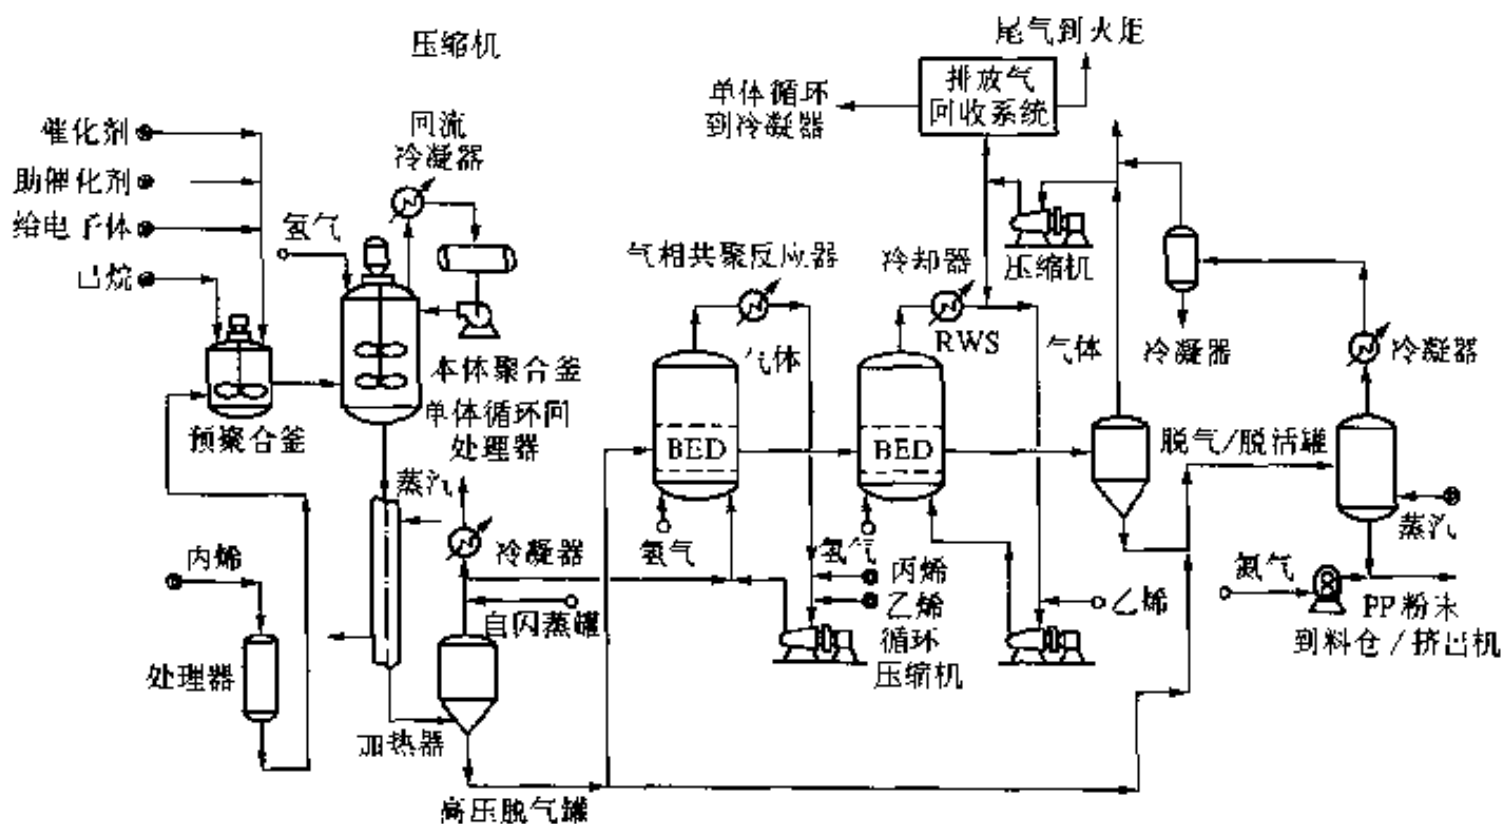 压缩机
尾气到火炬
排放气
回收系统
单体循环
到冷凝器
催化剂
助催化剂
给电子体
已烷
氢气
回流
冷凝器
气相共聚反应器
冷却器
压缩机
RWS
气体
气体
冷凝器
冷凝器
预聚合釜
本体聚合釜
单体循环回
处理器
BED
BED
脱气/脱活罐
蒸汽
蒸汽
丙烯
冷凝器
氢气
氢气
丙烯
乙烯
循环
压缩机
乙烯
氮气
PP粉末
到料仓/挤出机
自闪蒸罐
处理器
加热器
高压脱气罐